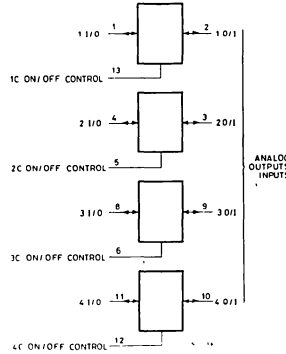 1 I/O 1 2 1 O/I
13
1C ON/OFF CONTROL
2 I/O 4 3 2 O/I
5
2C ON/OFF CONTROL
ANALOG
OUTPUTS
INPUTS
3 I/O 8 9 3 O/I
6
3C ON/OFF CONTROL
4 I/O 11 10 4 O/I
12
4C ON/OFF CONTROL